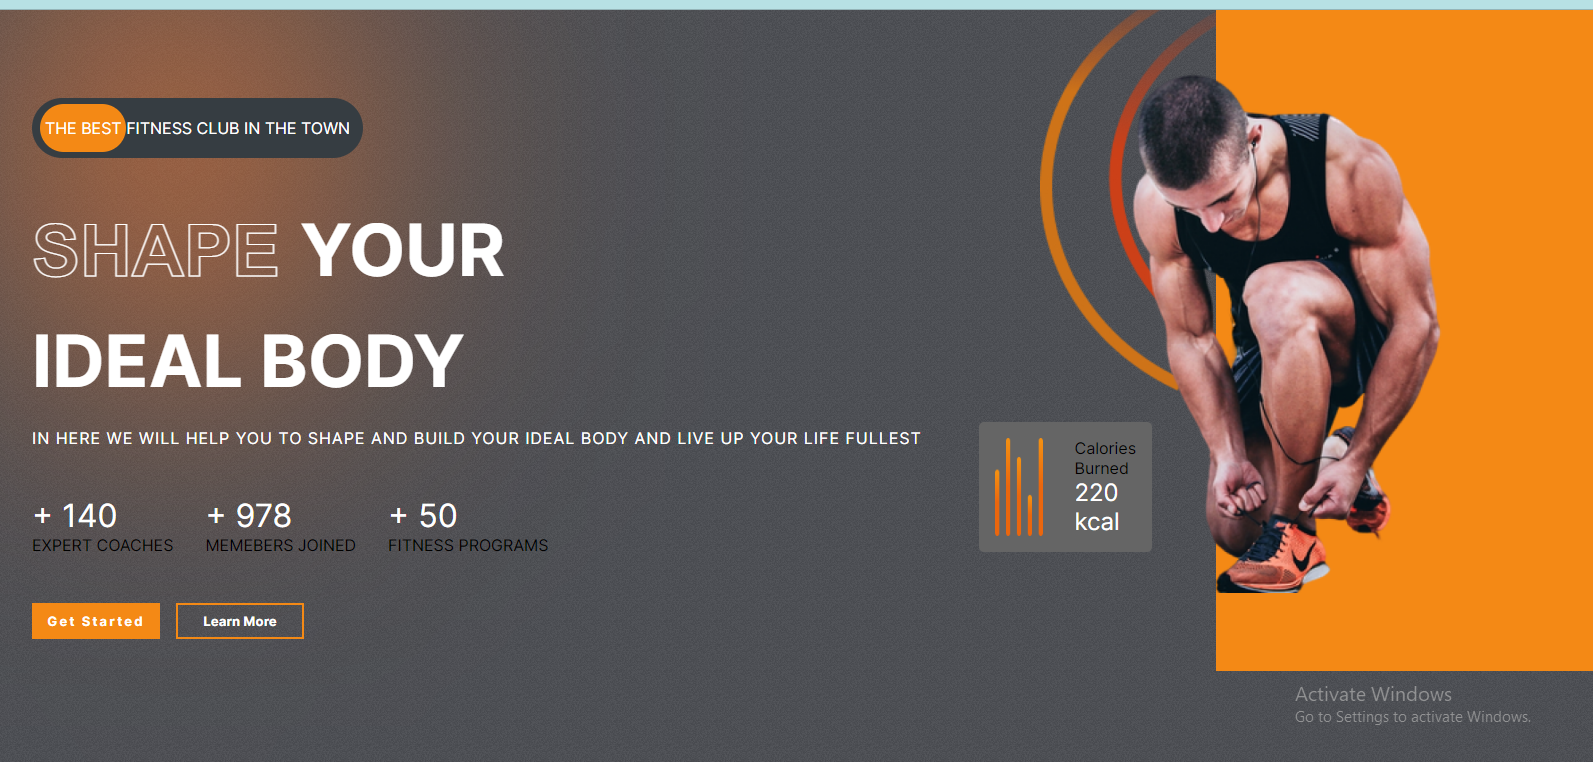 THE BEST FITNESS CLUB IN THE TOWN
SHAPE YOUR
IDEAL BODY
IN HERE WE WILL HELP YOU TO SHAPE AND BUILD YOUR IDEAL BODY AND LIVE UP YOUR LIFE FULLEST
+ 140
EXPERT COACHES
+ 978
MEMEBERS JOINED
+ 50
FITNESS PROGRAMS
Get Started
Learn More
Calories
Burned
220
kcal
Activate Windows
Go to Settings to activate Windows.